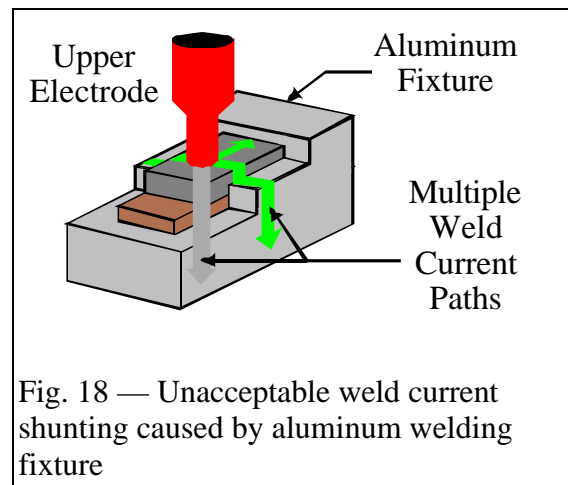 Upper
Electrode
Aluminum
Fixture
Multiple
Weld
Current
Paths
Fig. 18 — Unacceptable weld current
shunting caused by aluminum welding
fixture